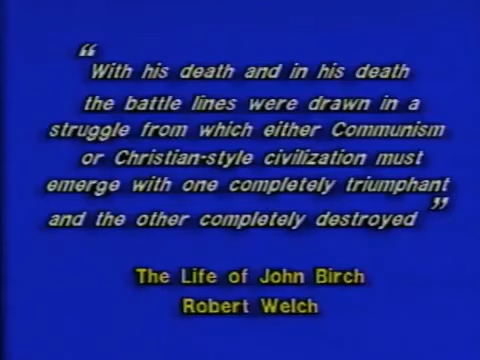 “With his death and in his death
the battle lines were drawn in a
struggle from which either Communism
or Christian-style civilization must
emerge with one completely triumphant
and the other completely destroyed”
The Life of John Birch
Robert Welch